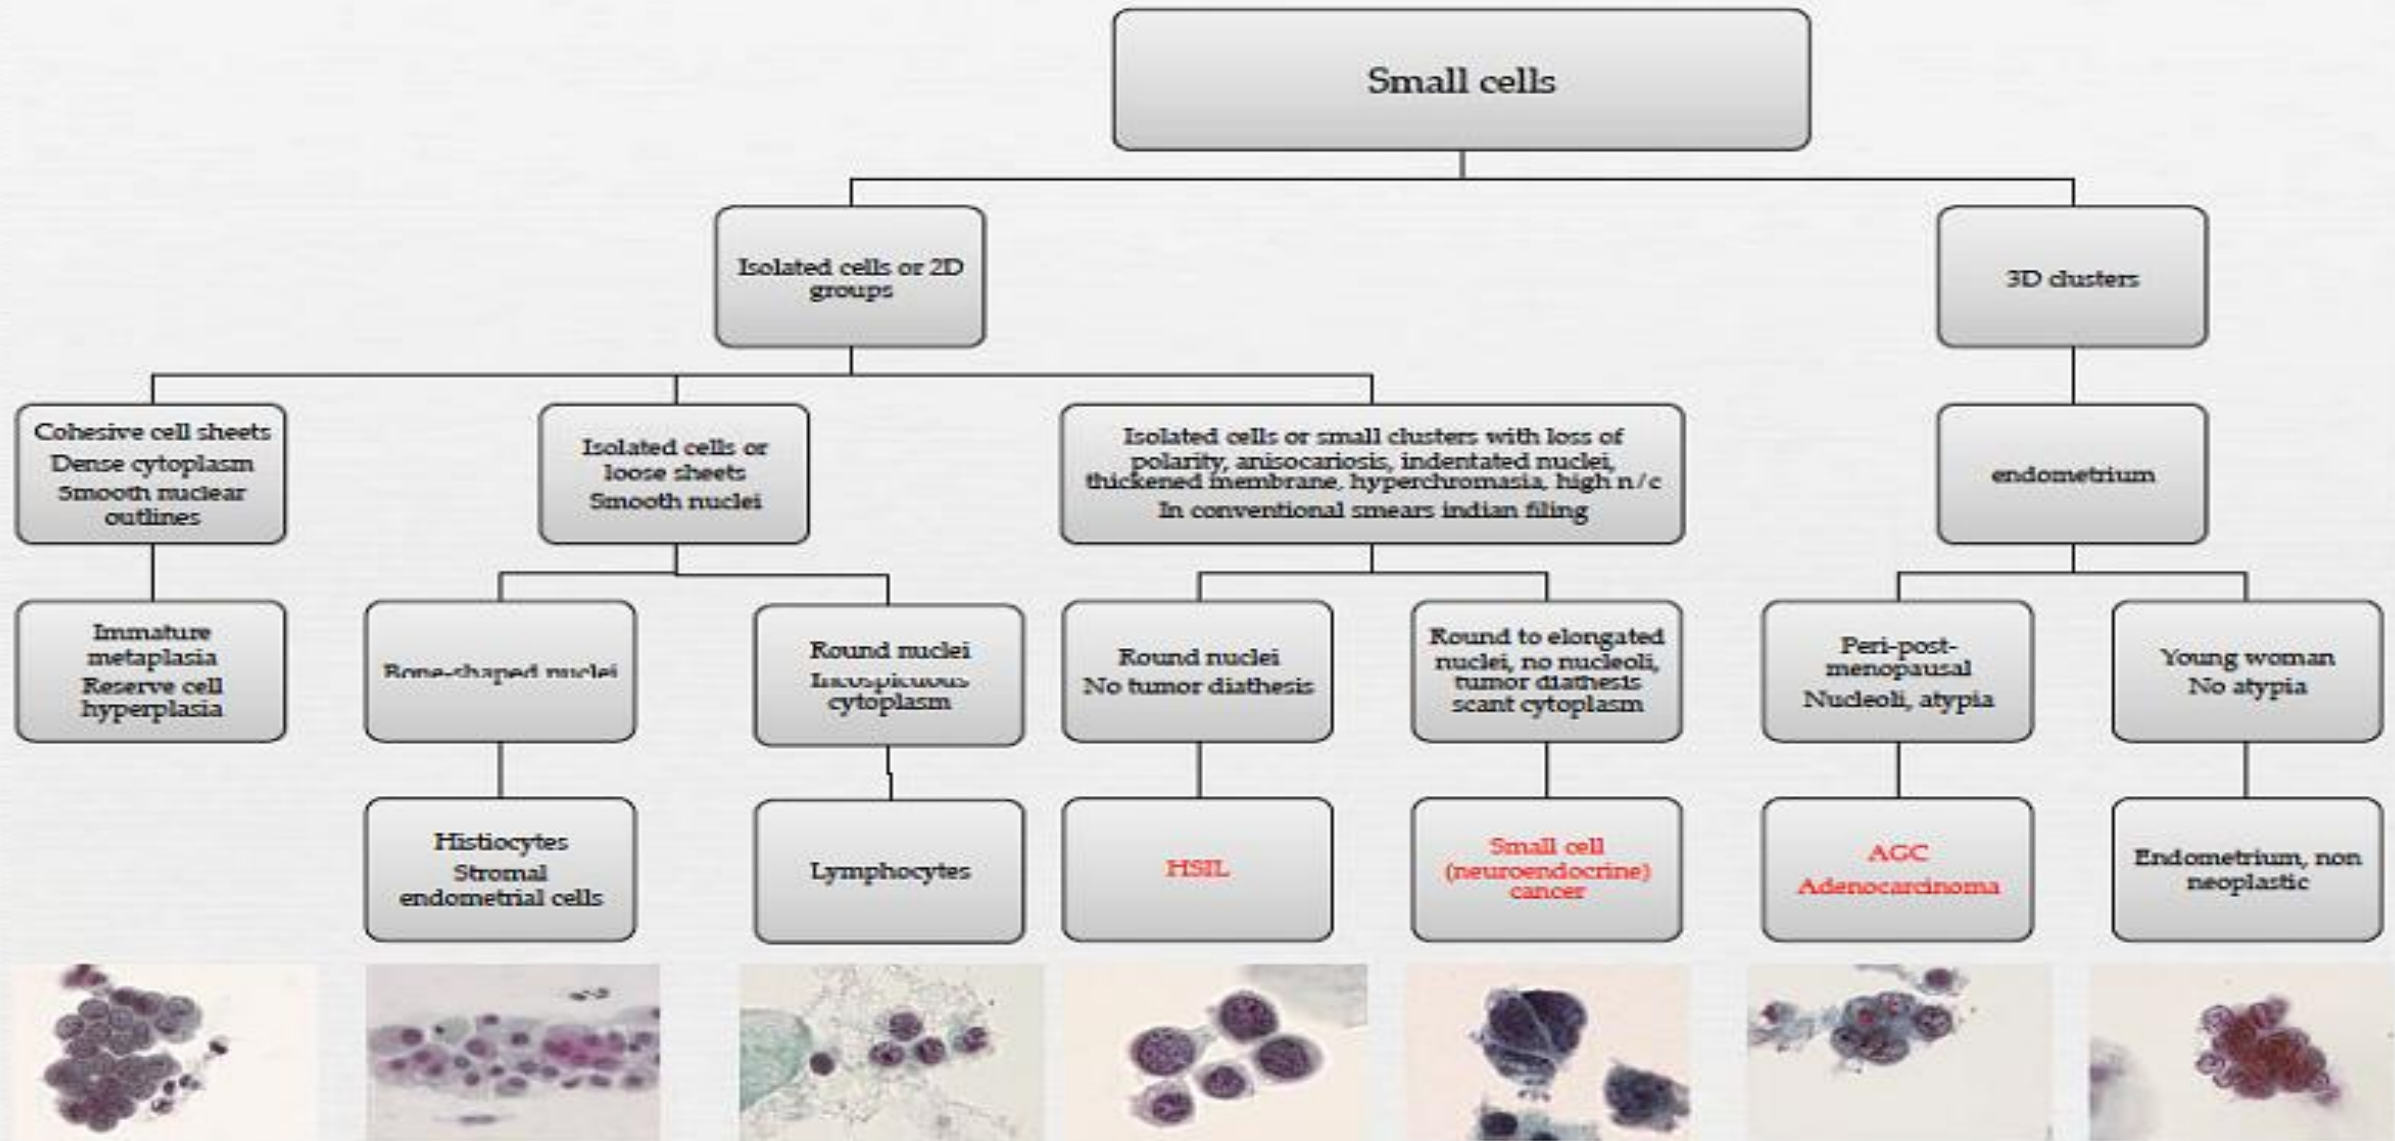 Small cells
Isolated cells or 2D
groups
3D clusters
Cohesive cell sheets
Dense cytoplasm
Smooth nuclear
outlines
Isolated cells or
loose sheets
Smooth nuclei
Isolated cells or small clusters with loss of
polarity, anisocariosis, indentated nuclei,
thickened membrane, hyperchromasia, high n/c
In conventional smears indian filing
endometrium
Immature
metaplasia
Reserve cell
hyperplasia
Bone-shaped nuclei
Round nuclei
cytoplasm
Round nuclei
No tumor diathesis
Round to elongated
nuclei, no nucleoli,
tumor diathesis
scant cytoplasm
Peri-post-
menopausal
Nucleoli, atypia
Young woman
No atypia
Histiocytes
Stromal
endometrial cells
Lymphocytes
HSIL
Small cell
(neuroendocrine)
cancer
AGC
Adenocarcinoma
Endometrium, non
neoplastic